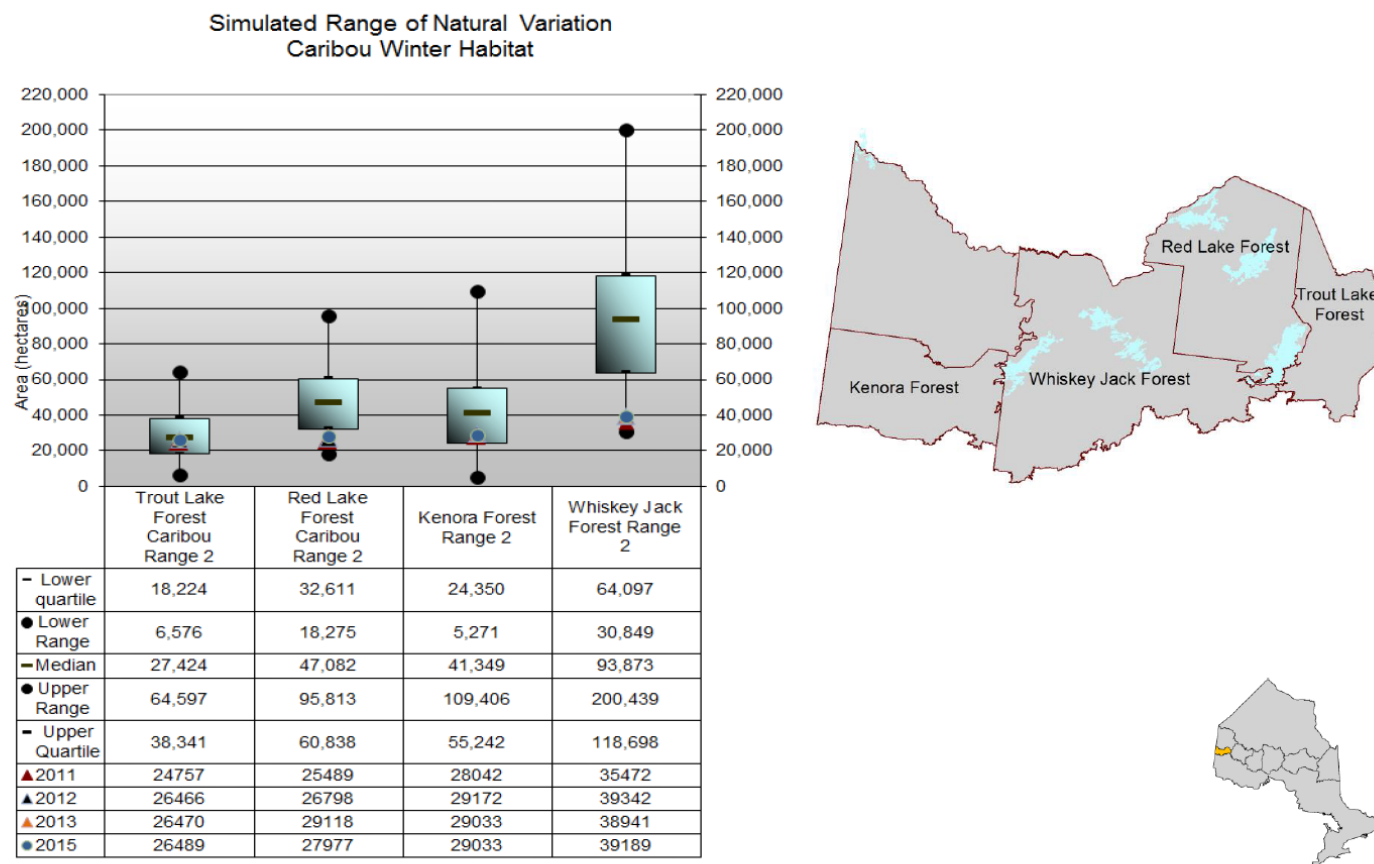 Simulated Range of Natural Variation
Caribou Winter Habitat
Area (hectares)
220,000 220,000
200,000 200,000
180,000 180,000
160,000 160,000
140,000 140,000
120,000 120,000
100,000 100,000
80,000 80,000
60,000 60,000
40,000 40,000
20,000 20,000
0 0
Trout Lake
Forest
Caribou
Range 2
Red Lake
Forest
Caribou
Range 2
Kenora Forest
Range 2
Whiskey Jack
Forest Range
2
Lower
quartile
18,224 32,611 24,350 64,097
Lower
Range
6,576 18,275 5,271 30,849
Median 27,424 47,082 41,349 93,873
Upper
Range
64,597 95,813 109,406 200,439
Upper
Quartile
38,341 60,838 55,242 118,698
2011 24757 25489 28042 35472
2012 26466 26798 29172 39342
2013 26470 29118 29033 38941
2015 26489 27977 29033 39189
Red Lake Forest
Trout Lake
Forest
Kenora Forest
Whiskey Jack Forest